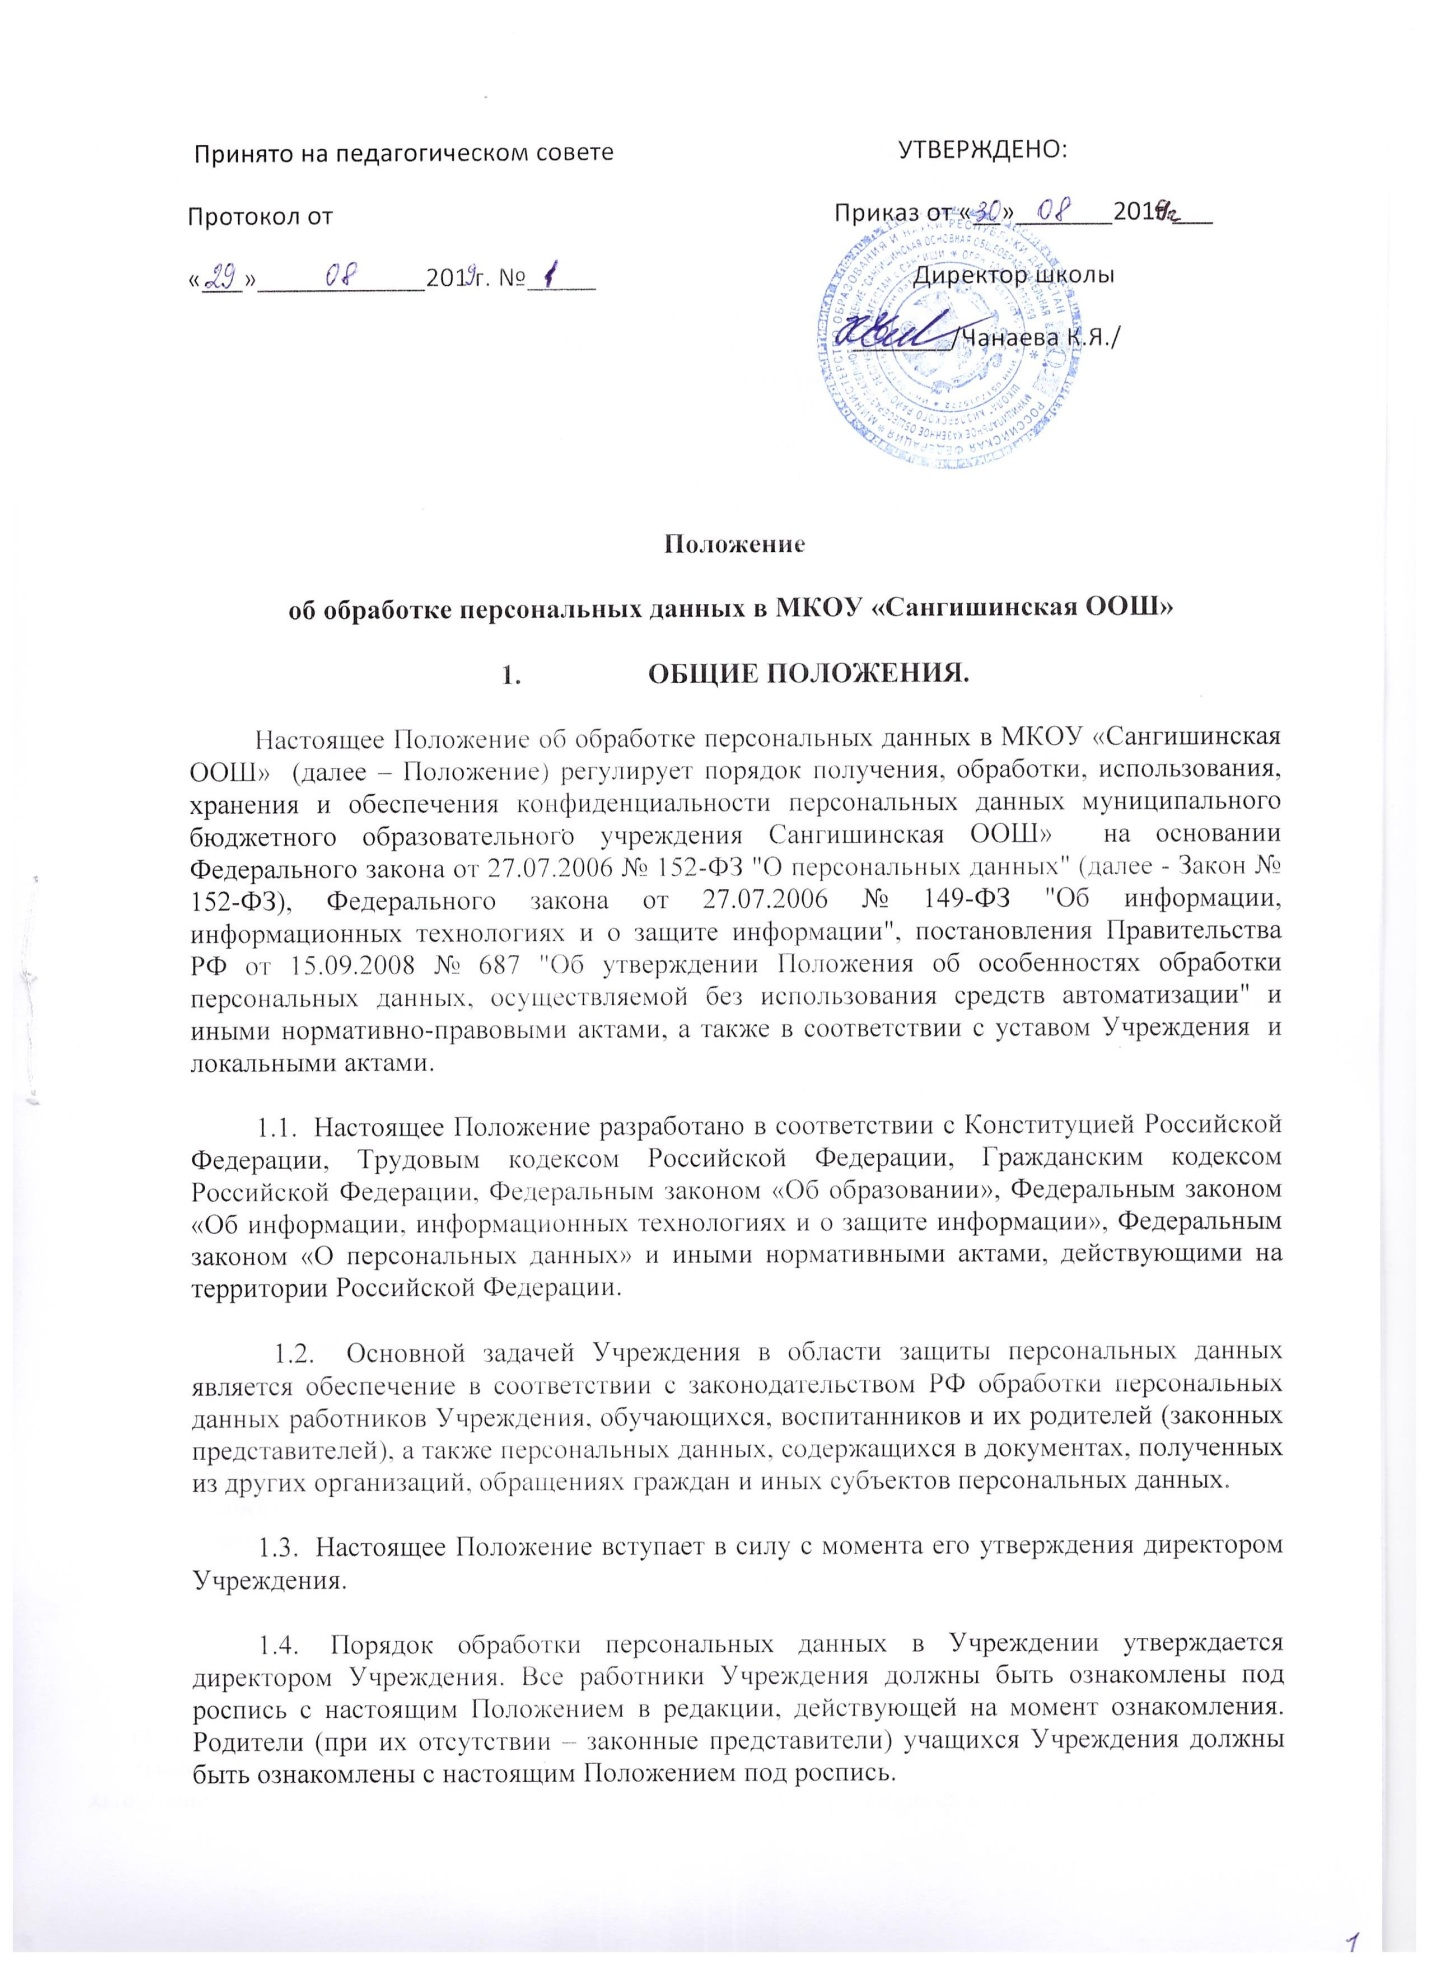 Принято на педагогическом совете
УТВЕРЖДЕНО:
Протокол от
Приказ от «30» 08 2019г
«29» 08 2019г. № 1
Директор школы
/Чанаева К.Я./
Положение
об обработке персональных данных в МКОУ «Сангишинская ООШ»
1. ОБЩИЕ ПОЛОЖЕНИЯ.
Настоящее Положение об обработке персональных данных в МКОУ «Сангишинская
ООШ» (далее – Положение) регулирует порядок получения, обработки, использования,
хранения и обеспечения конфиденциальности персональных данных муниципального
бюджетного образовательного учреждения Сангишинская ООШ» на основании
Федерального закона от 27.07.2006 № 152-ФЗ "О персональных данных" (далее - Закон №
152-ФЗ), Федерального закона от 27.07.2006 № 149-ФЗ "Об информации,
информационных технологиях и о защите информации", постановления Правительства
РФ от 15.09.2008 № 687 "Об утверждении Положения об особенностях обработки
персональных данных, осуществляемой без использования средств автоматизации" и
иными нормативно-правовыми актами, а также в соответствии с уставом Учреждения и
локальными актами.
1.1. Настоящее Положение разработано в соответствии с Конституцией Российской
Федерации, Трудовым кодексом Российской Федерации, Гражданским кодексом
Российской Федерации, Федеральным законом «Об образовании», Федеральным законом
«Об информации, информационных технологиях и о защите информации», Федеральным
законом «О персональных данных» и иными нормативными актами, действующими на
территории Российской Федерации.
1.2. Основной задачей Учреждения в области защиты персональных данных
является обеспечение в соответствии с законодательством РФ обработки персональных
данных работников Учреждения, обучающихся, воспитанников и их родителей (законных
представителей), а также персональных данных, содержащихся в документах, полученных
из других организаций, обращениях граждан и иных субъектов персональных данных.
1.3. Настоящее Положение вступает в силу с момента его утверждения директором
Учреждения.
1.4. Порядок обработки персональных данных в Учреждении утверждается
директором Учреждения. Все работники Учреждения должны быть ознакомлены под
роспись с настоящим Положением в редакции, действующей на момент ознакомления.
Родители (при их отсутствии – законные представители) учащихся Учреждения должны
быть ознакомлены с настоящим Положением под роспись.
1